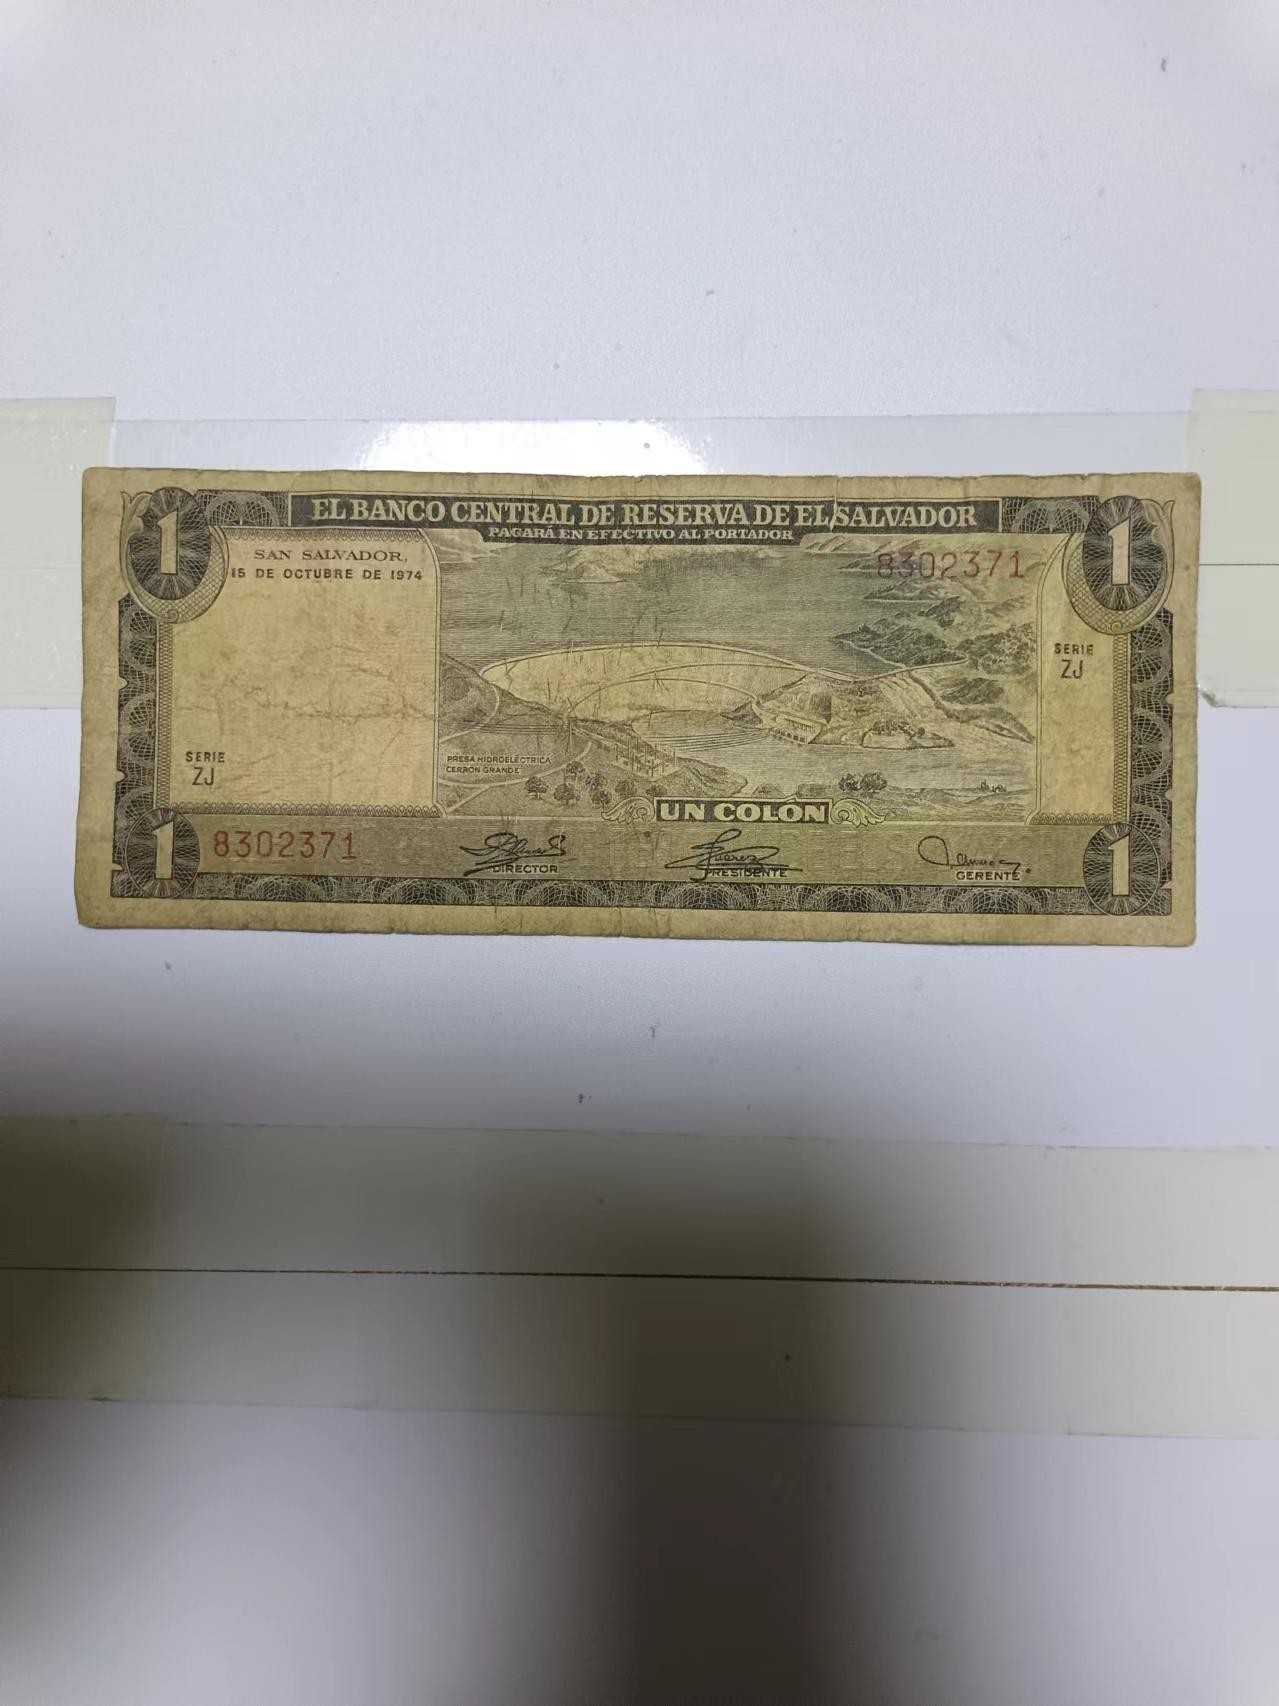 1
EL BANCO CENTRAL DE RESERVA DE EL SALVADOR
1
PAGARÁ EN EFECTIVO AL PORTADOR
SAN SALVADOR,
15 DE OCTUBRE DE 1974
8302371
SERIE
ZJ
SERIE
ZJ
PRESA HIDROELÉCTRICA
CERRÓN GRANDE
UN COLÓN
1
8302371
DIRECTOR
PRESIDENTE
GERENTE
1